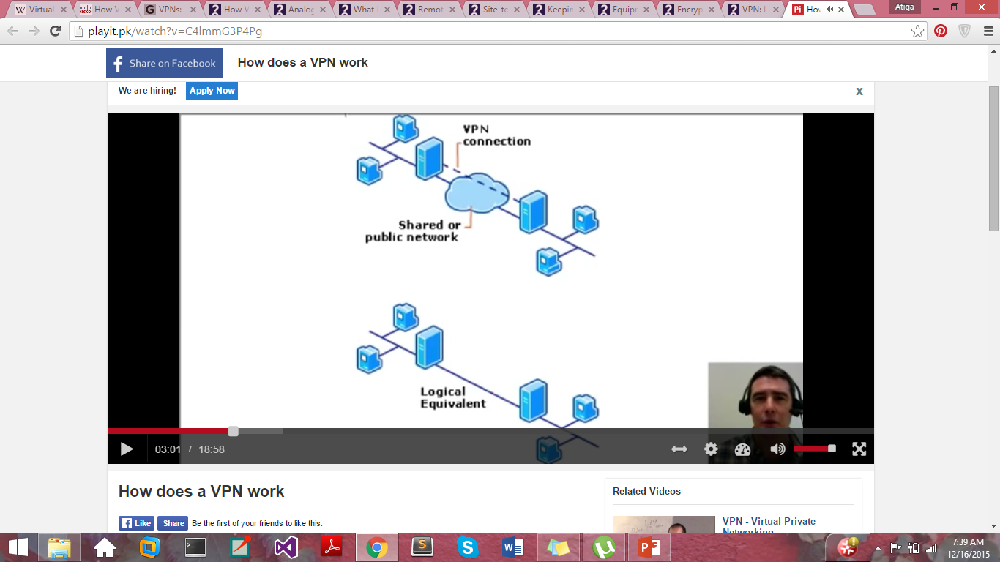 Virtual
How V
VPNs:
How V
Analog
What I
Remot
Site-to
Keepin
Equipr
Encryp
VPN: L
Hov
Atiqa
playit.pk/watch?v=C4lmmG3P4Pg
Share on Facebook
How does a VPN work
We are hiring!
Apply Now
X
VPN
connection
Shared or
public network
Logical
Equivalent
03:01 / 18:58
How does a VPN work
Related Videos
Like
Share
Be the first of your friends to like this.
VPN - Virtual Private
Networking
7:39 AM
12/16/2015